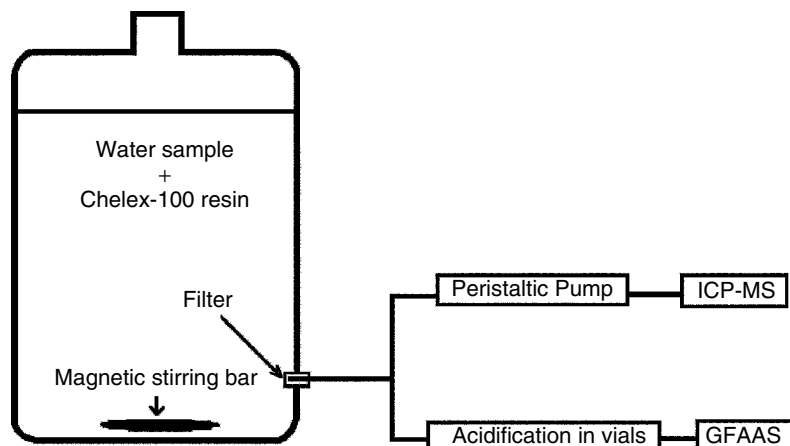 Water sample
+
Chelex-100 resin
Filter
Magnetic stirring bar
Peristaltic Pump
ICP-MS
Acidification in vials
GFAAS